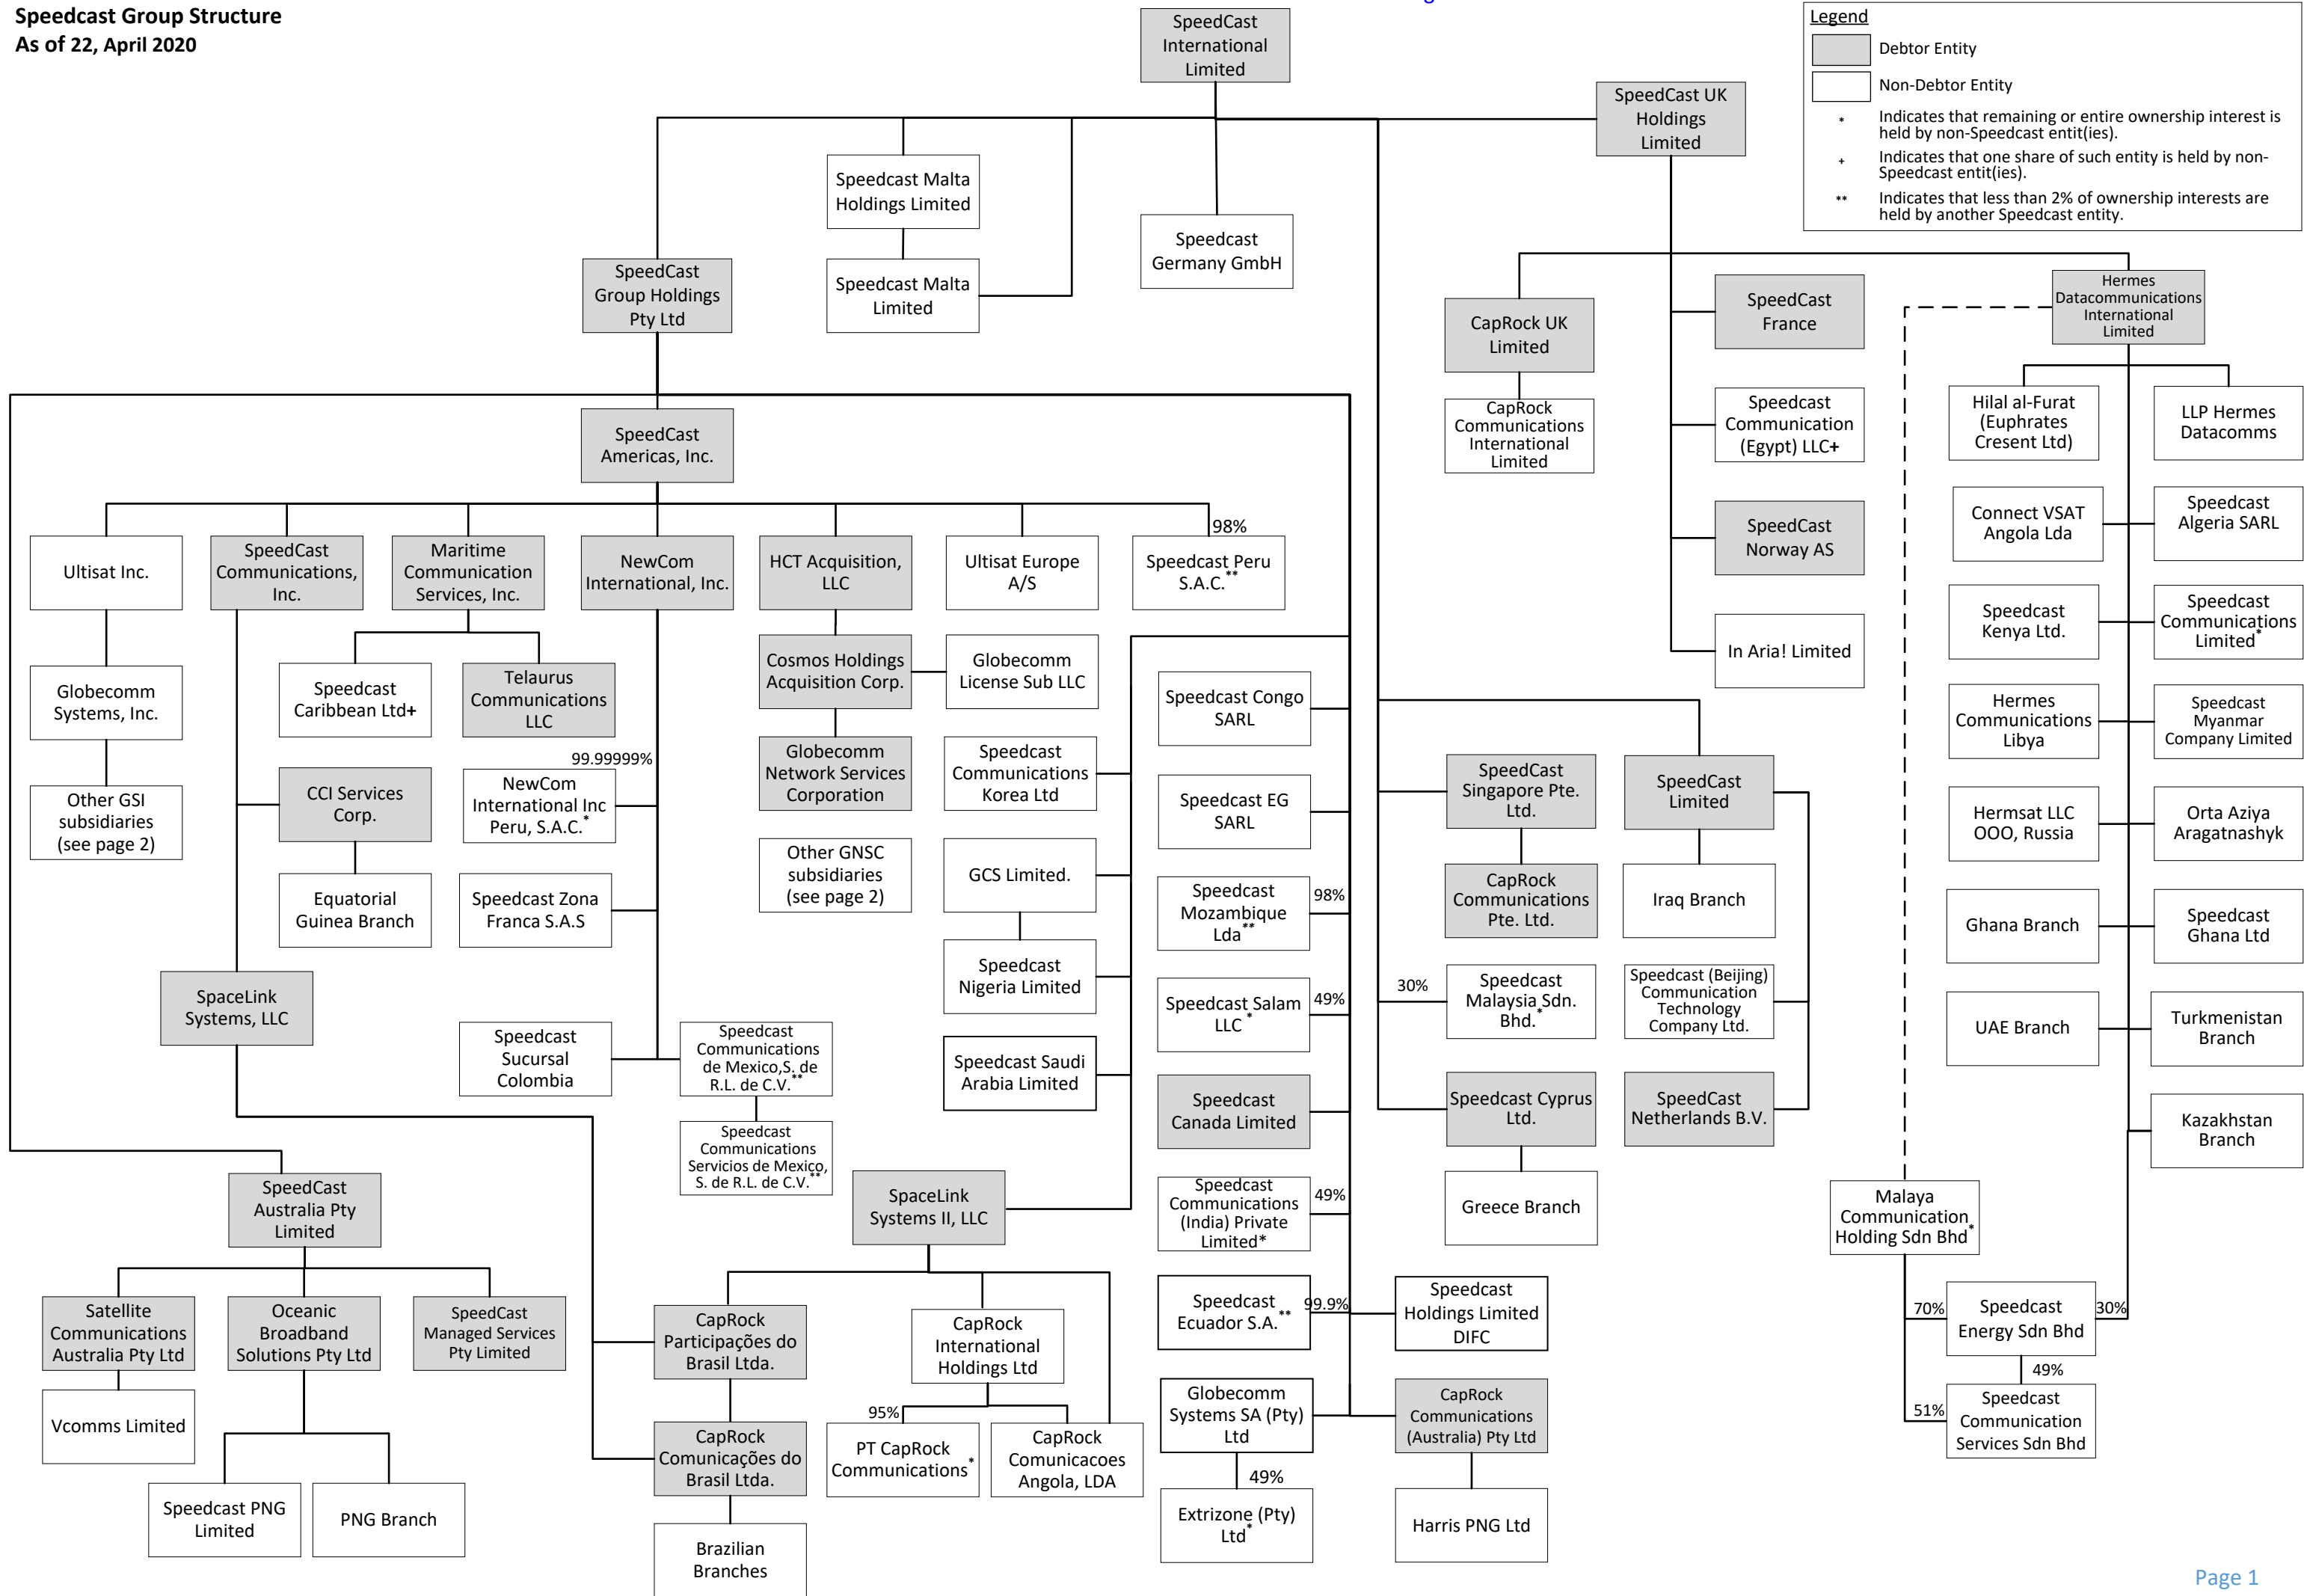 Speedcast Group Structure
As of 22, April 2020
SpeedCast
International
Limited
Legend
Debtor Entity
Non-Debtor Entity
* Indicates that remaining or entire ownership interest is
held by non-Speedcast entit(ies).
+ Indicates that one share of such entity is held by non-
Speedcast entit(ies).
** Indicates that less than 2% of ownership interests are
held by another Speedcast entity.
SpeedCast UK
Holdings
Limited
Speedcast Malta
Holdings Limited
Speedcast Malta
Limited
Speedcast
Germany GmbH
SpeedCast
Group Holdings
Pty Ltd
CapRock UK
Limited
CapRock
Communications
International
Limited
SpeedCast
France
Speedcast
Communication
(Egypt) LLC+
SpeedCast
Norway AS
In Aria! Limited
Hermes
Datacommunications
International
Limited
Hilal al-Furat
(Euphrates
Cresent Ltd)
LLP Hermes
Datacomms
Connect VSAT
Angola Lda
Speedcast
Algeria SARL
Speedcast
Kenya Ltd.
Speedcast
Communications
Limited*
Hermes
Communications
Libya
Speedcast
Myanmar
Company Limited
Hermsat LLC
OOO, Russia
Orta Aziya
Aragatnashyk
Ghana Branch
Speedcast
Ghana Ltd
UAE Branch
Turkmenistan
Branch
Kazakhstan
Branch
Malaya
Communication
Holding Sdn Bhd*
70%
Speedcast
Energy Sdn Bhd
30%
49%
51%
Speedcast
Communication
Services Sdn Bhd
SpeedCast
Americas, Inc.
Ultisat Inc.
SpeedCast
Communications,
Inc.
Maritime
Communication
Services, Inc.
NewCom
International, Inc.
HCT Acquisition,
LLC
Ultisat Europe
A/S
98%
Speedcast Peru
S.A.C.**
Globecomm
Systems, Inc.
Other GSI
subsidiaries
(see page 2)
Speedcast
Caribbean Ltd+
Telaurus
Communications
LLC
CCI Services
Corp.
Equatorial
Guinea Branch
SpaceLink
Systems, LLC
99.99999%
NewCom
International Inc
Peru, S.A.C.*
Speedcast Zona
Franca S.A.S
Speedcast
Sucursal
Colombia
Speedcast
Communications
de Mexico,S. de
R.L. de C.V.**
Speedcast
Communications
Servicios de Mexico,
S. de R.L. de C.V.**
Cosmos Holdings
Acquisition Corp.
Globecomm
License Sub LLC
Globecomm
Network Services
Corporation
Other GNSC
subsidiaries
(see page 2)
Speedcast
Communications
Korea Ltd
GCS Limited.
Speedcast
Nigeria Limited
Speedcast Saudi
Arabia Limited
SpaceLink
Systems II, LLC
Speedcast Congo
SARL
Speedcast EG
SARL
Speedcast
Mozambique
Lda**
98%
Speedcast Salam
LLC*
49%
Speedcast
Canada Limited
Speedcast
Communications
(India) Private
Limited*
49%
Speedcast
Ecuador S.A.**
99.9%
Speedcast
Holdings Limited
DIFC
Globecomm
Systems SA (Pty)
Ltd
49%
Extrizone (Pty)
Ltd*
CapRock
Communications
(Australia) Pty Ltd
Harris PNG Ltd
SpeedCast
Singapore Pte.
Ltd.
CapRock
Communications
Pte. Ltd.
30%
Speedcast
Malaysia Sdn.
Bhd.*
Speedcast Cyprus
Ltd.
Greece Branch
SpeedCast
Limited
Iraq Branch
Speedcast (Beijing)
Communication
Technology
Company Ltd.
SpeedCast
Netherlands B.V.
SpeedCast
Australia Pty
Limited
Satellite
Communications
Australia Pty Ltd
Oceanic
Broadband
Solutions Pty Ltd
SpeedCast
Managed Services
Pty Limited
Vcomms Limited
Speedcast PNG
Limited
PNG Branch
CapRock
Participações do
Brasil Ltda.
CapRock
Comunicações do
Brasil Ltda.
Brazilian
Branches
CapRock
International
Holdings Ltd
95%
PT CapRock
Communications*
CapRock
Comunicacoes
Angola, LDA
Page 1